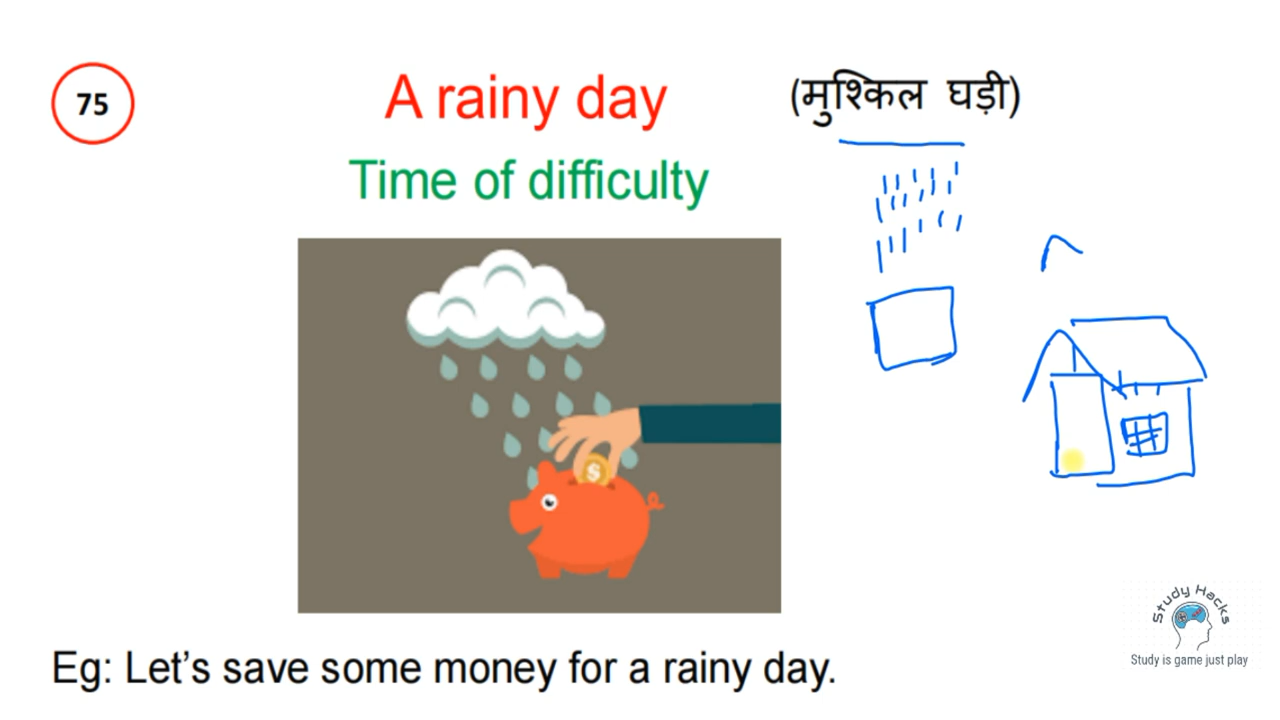 75
A rainy day (मुश्किल घड़ी)
Time of difficulty
$
Eg: Let's save some money for a rainy day.
Study Hacks
Study is game just play